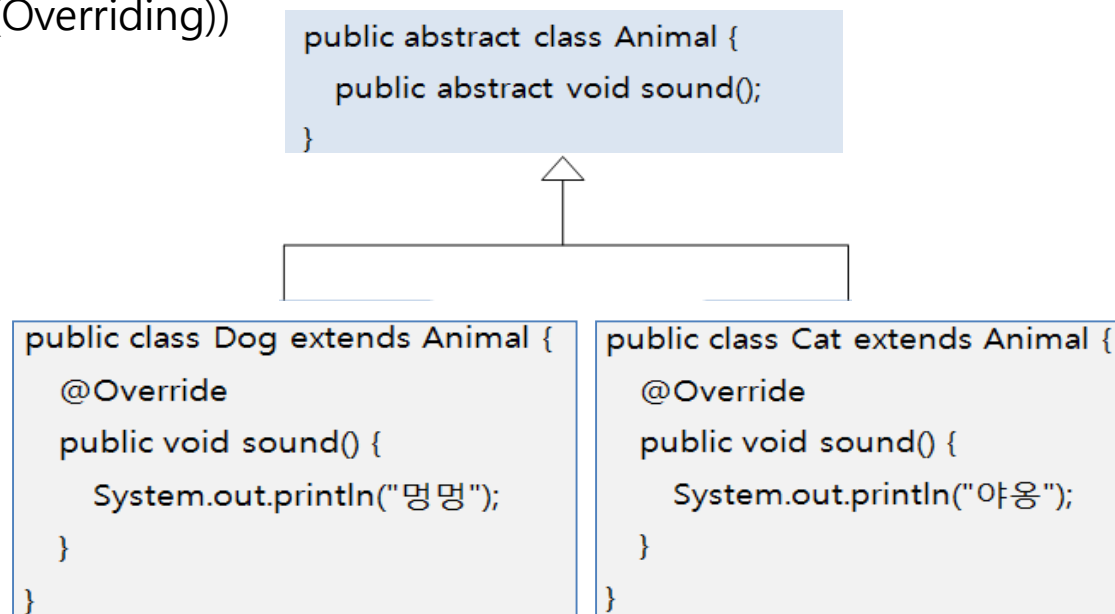 (Overriding))
public abstract class Animal {
public abstract void sound();
}
public class Dog extends Animal {
@Override
public void sound() {
System.out.println("멍멍");
}
}
public class Cat extends Animal {
@Override
public void sound() {
System.out.println("야옹");
}
}